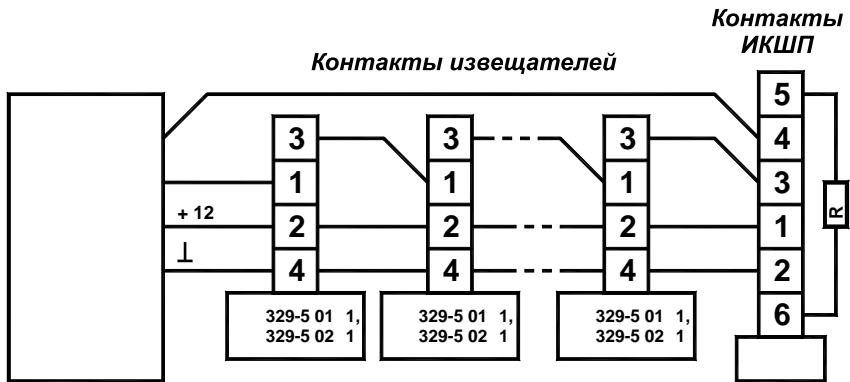 Контакты
ИКШП
Контакты извещателей
5
3 3 3 4
1 1 1 3
+ 12
2 2 2 1
⊥
4 4 4 2
R
329-5 01 1, 329-5 01 1, 329-5 01 1, 6
329-5 02 1 329-5 02 1 329-5 02 1